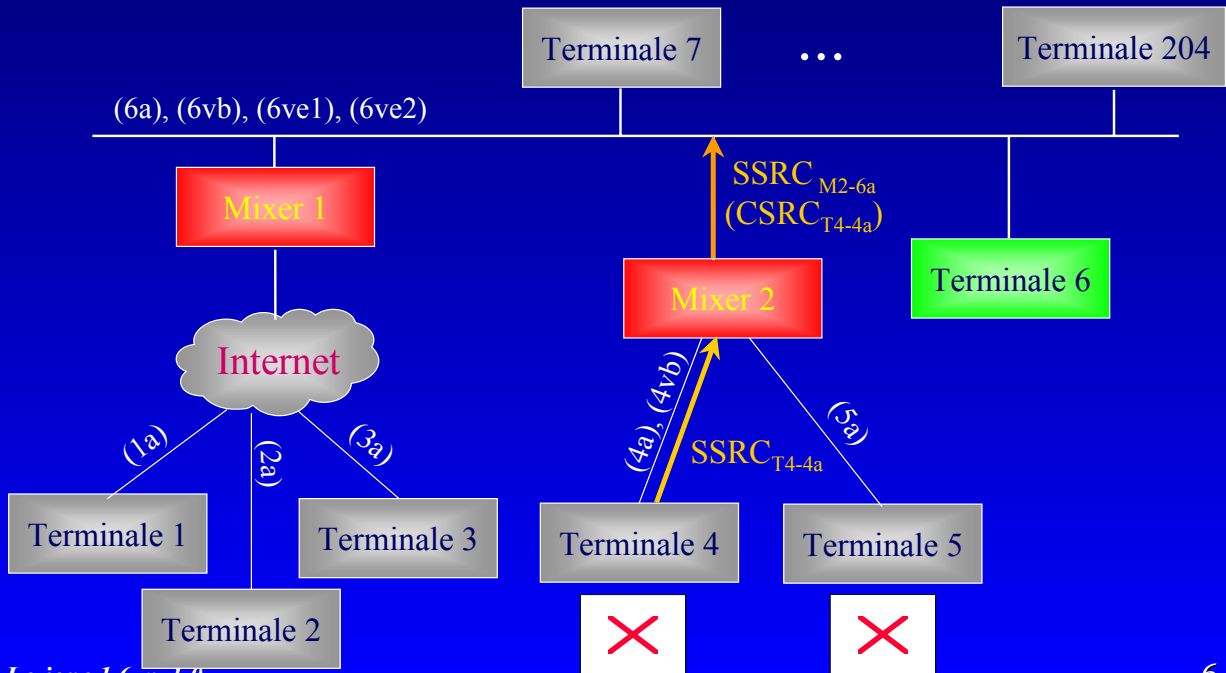 Terminale 7
...
Terminale 204
(6a), (6vb), (6ve1), (6ve2)
Mixer 1
SSRC M2-6a
(CSRC T4-4a)
Terminale 6
Mixer 2
Internet
(1a)
(2a)
(3a)
(4a), (4vb)
SSRC T4-4a
(5a)
Terminale 1
Terminale 3
Terminale 4
Terminale 5
Terminale 2
6